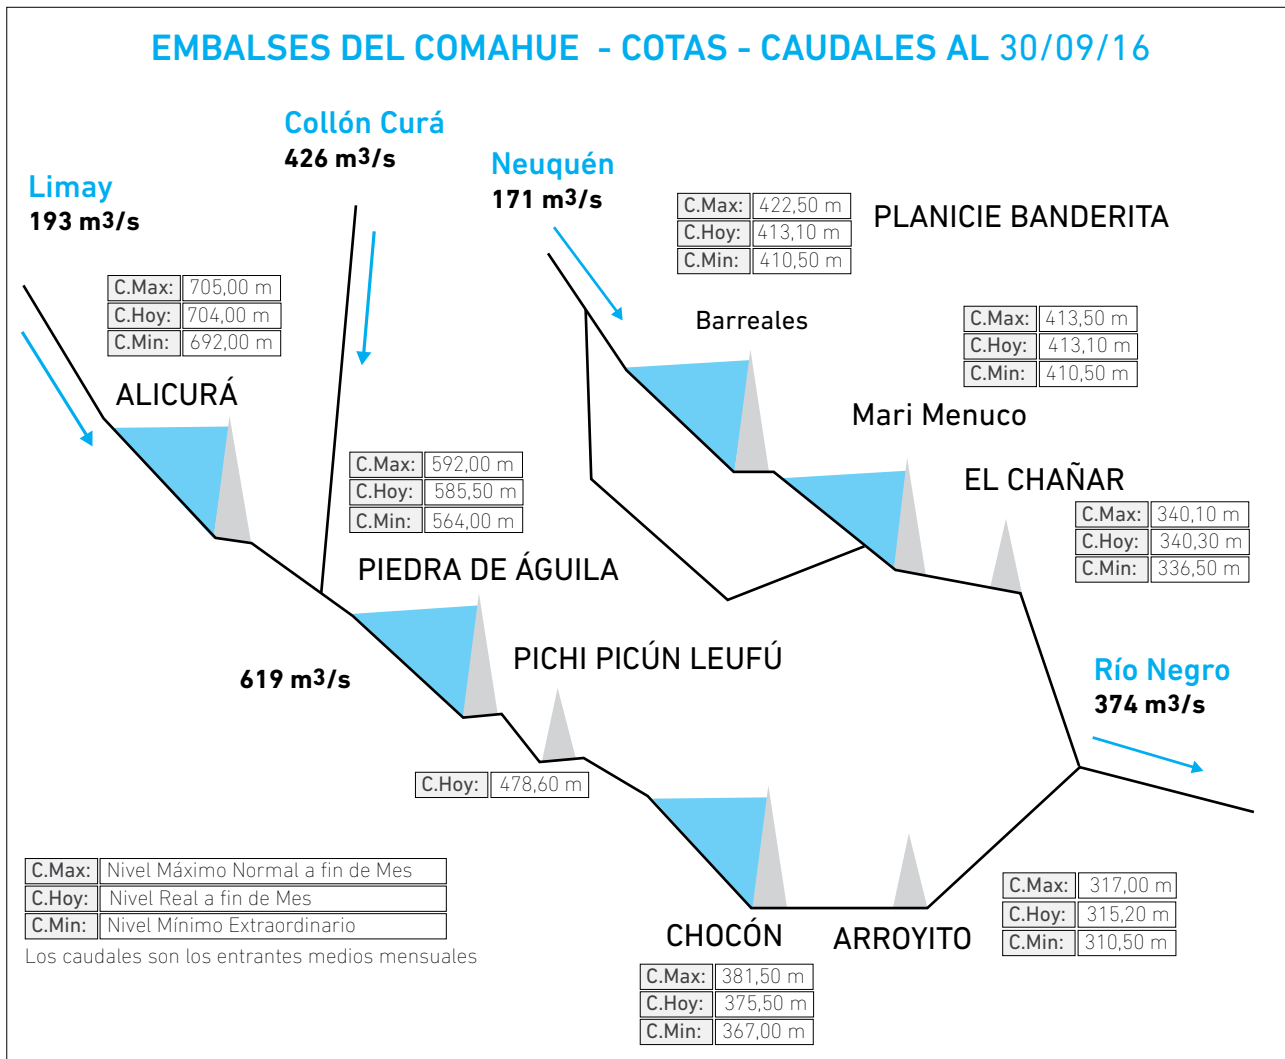 EMBALSES DEL COMAHUE - COTAS - CAUDALES AL 30/09/16
Collón Curá
426 m3/s
Neuquén
171 m3/s
Limay
193 m3/s
C.Max: 422,50 m
C.Hoy: 413,10 m
C.Min: 410,50 m
PLANICIE BANDERITA
C.Max: 705,00 m
C.Hoy: 704,00 m
C.Min: 692,00 m
ALICURÁ
Barreales
C.Max: 413,50 m
C.Hoy: 413,10 m
C.Min: 410,50 m
Mari Menuco
C.Max: 592,00 m
C.Hoy: 585,50 m
C.Min: 564,00 m
PIEDRA DE ÁGUILA
EL CHAÑAR
C.Max: 340,10 m
C.Hoy: 340,30 m
C.Min: 336,50 m
619 m3/s
PICHI PICÚN LEUFÚ
C.Hoy: 478,60 m
Río Negro
374 m3/s
C.Max: Nivel Máximo Normal a fin de Mes
C.Hoy: Nivel Real a fin de Mes
C.Min: Nivel Mínimo Extraordinario
Los caudales son los entrantes medios mensuales
CHOCÓN
C.Max: 381,50 m
C.Hoy: 375,50 m
C.Min: 367,00 m
ARROYITO
C.Max: 317,00 m
C.Hoy: 315,20 m
C.Min: 310,50 m